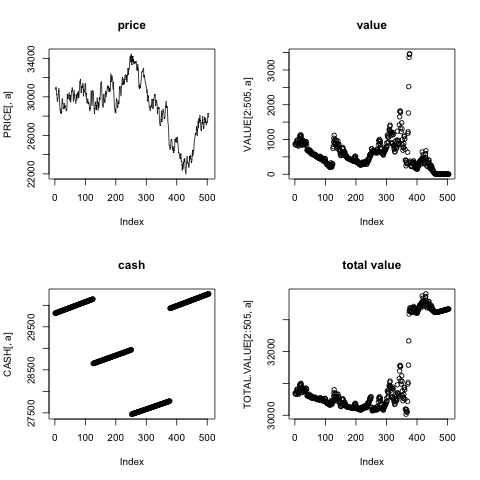 price
PRICE[, a]
22000 26000 30000 34000
0 100 200 300 400 500
Index
value
VALUE[2:505, a]
0 1000 2000 3000
0 100 200 300 400 500
Index
cash
CASH[, a]
27500 28500 29500
0 100 200 300 400 500
Index
total value
TOTAL.VALUE[2:505, a]
30000 32000
0 100 200 300 400 500
Index